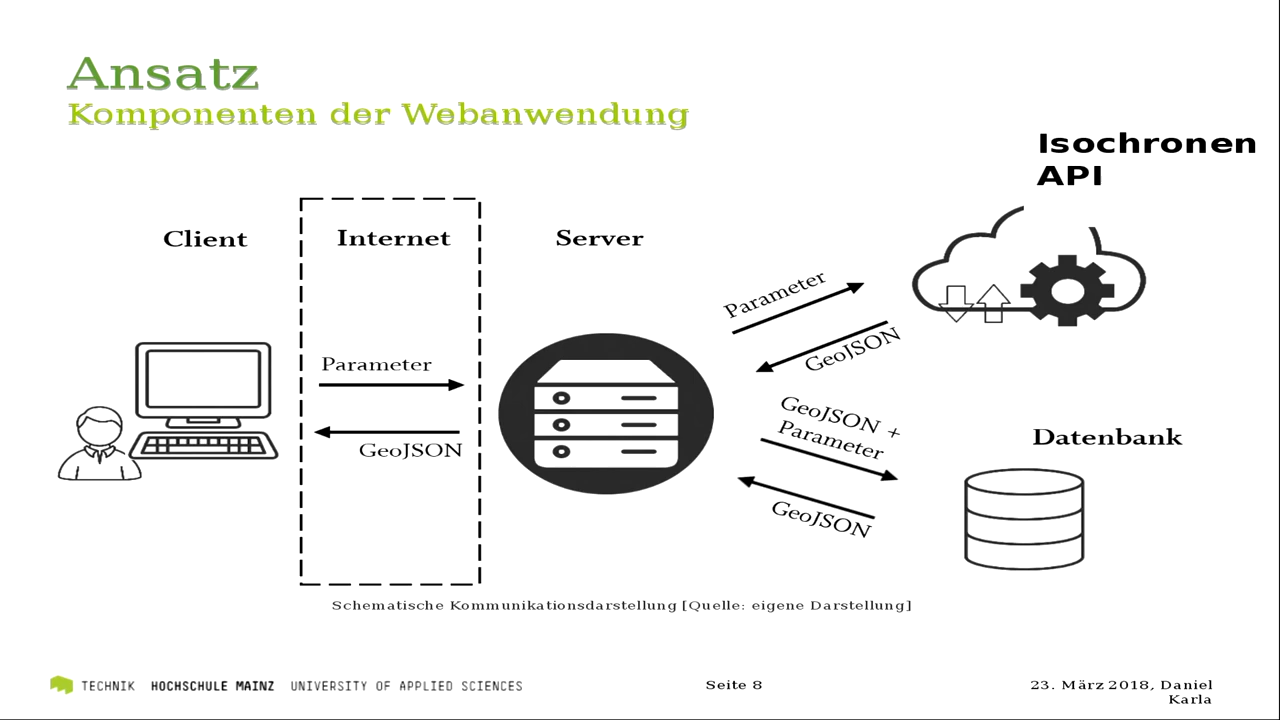 Ansatz
Komponenten der Webanwendung
Isochronen
API
Client
Internet
Server
Parameter
GeoJSON
Parameter
GeoJSON
GeoJSON +
Parameter
GeoJSON
Datenbank
Schematische Kommunikationsdarstellung [Quelle: eigene Darstellung]
TECHNIK HOCHSCHULE MAINZ UNIVERSITY OF APPLIED SCIENCES
Seite 8
23. März 2018, Daniel
Karla